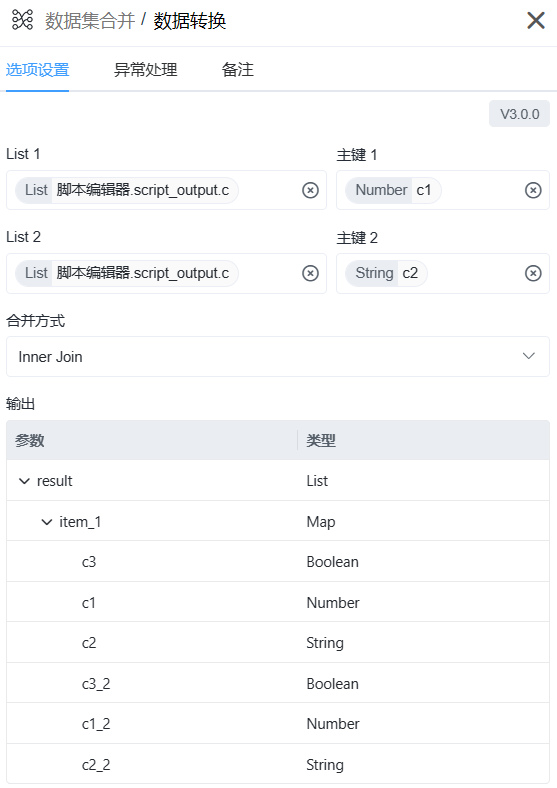 数据集合并 / 数据转换
选项设置 异常处理 备注
V3.0.0
List 1 主键 1
List 脚本编辑器.script_output.c Number c1
List 2 主键 2
List 脚本编辑器.script_output.c String c2
合并方式
Inner Join
输出
参数 类型
result List
item_1 Map
c3 Boolean
c1 Number
c2 String
c3_2 Boolean
c1_2 Number
c2_2 String